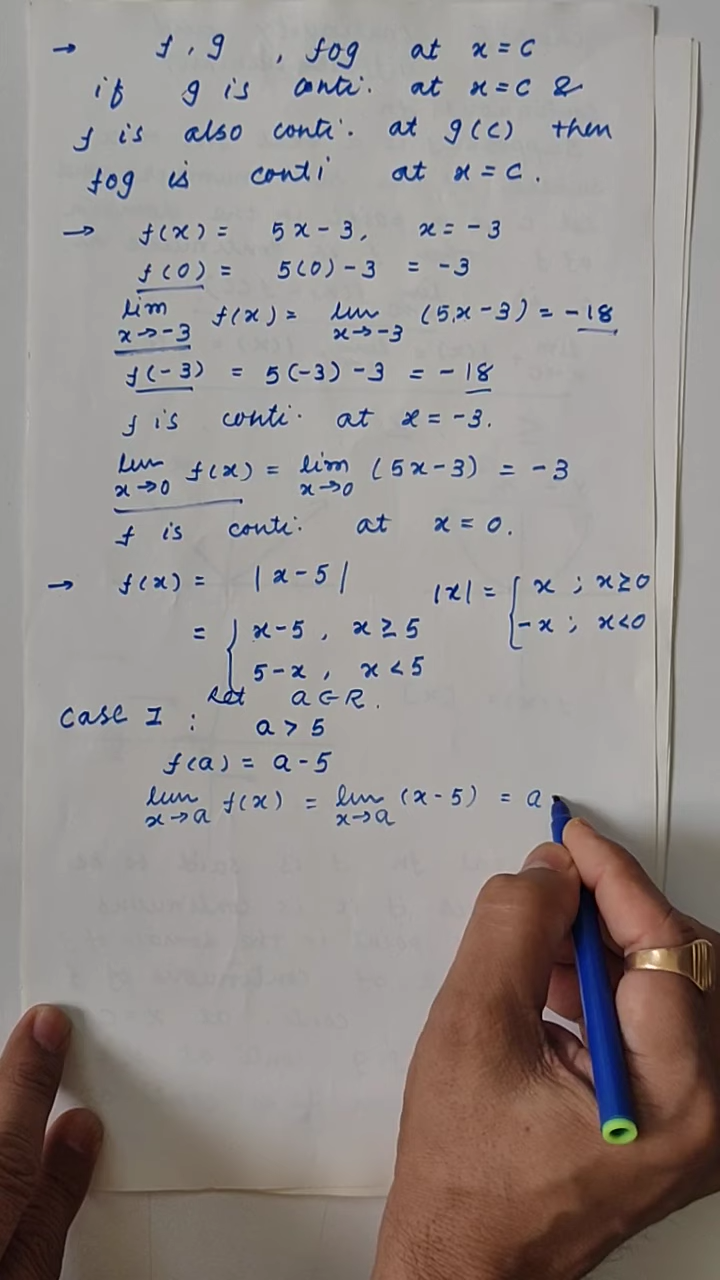 → f, g, fog at x = c
if g is conti. at x = c &
f is also conti. at g(c) then
fog is conti at x = c.
→ f(x) = 5x - 3, x = -3
f(0) = 5(0) - 3 = -3
lim x→-3 f(x) = lim x→-3 (5x - 3) = -18
f(-3) = 5(-3) - 3 = -18
f is conti. at x = -3.
lim x→0 f(x) = lim x→0 (5x - 3) = -3
f is conti. at x = 0.
→ f(x) = |x - 5| |x| = { x ; x ≥ 0
= { x - 5, x ≥ 5 -x ; x < 0
5 - x, x < 5
Let a ∈ R.
Case I : a > 5
f(a) = a - 5
lim x→a f(x) = lim x→a (x - 5) = a